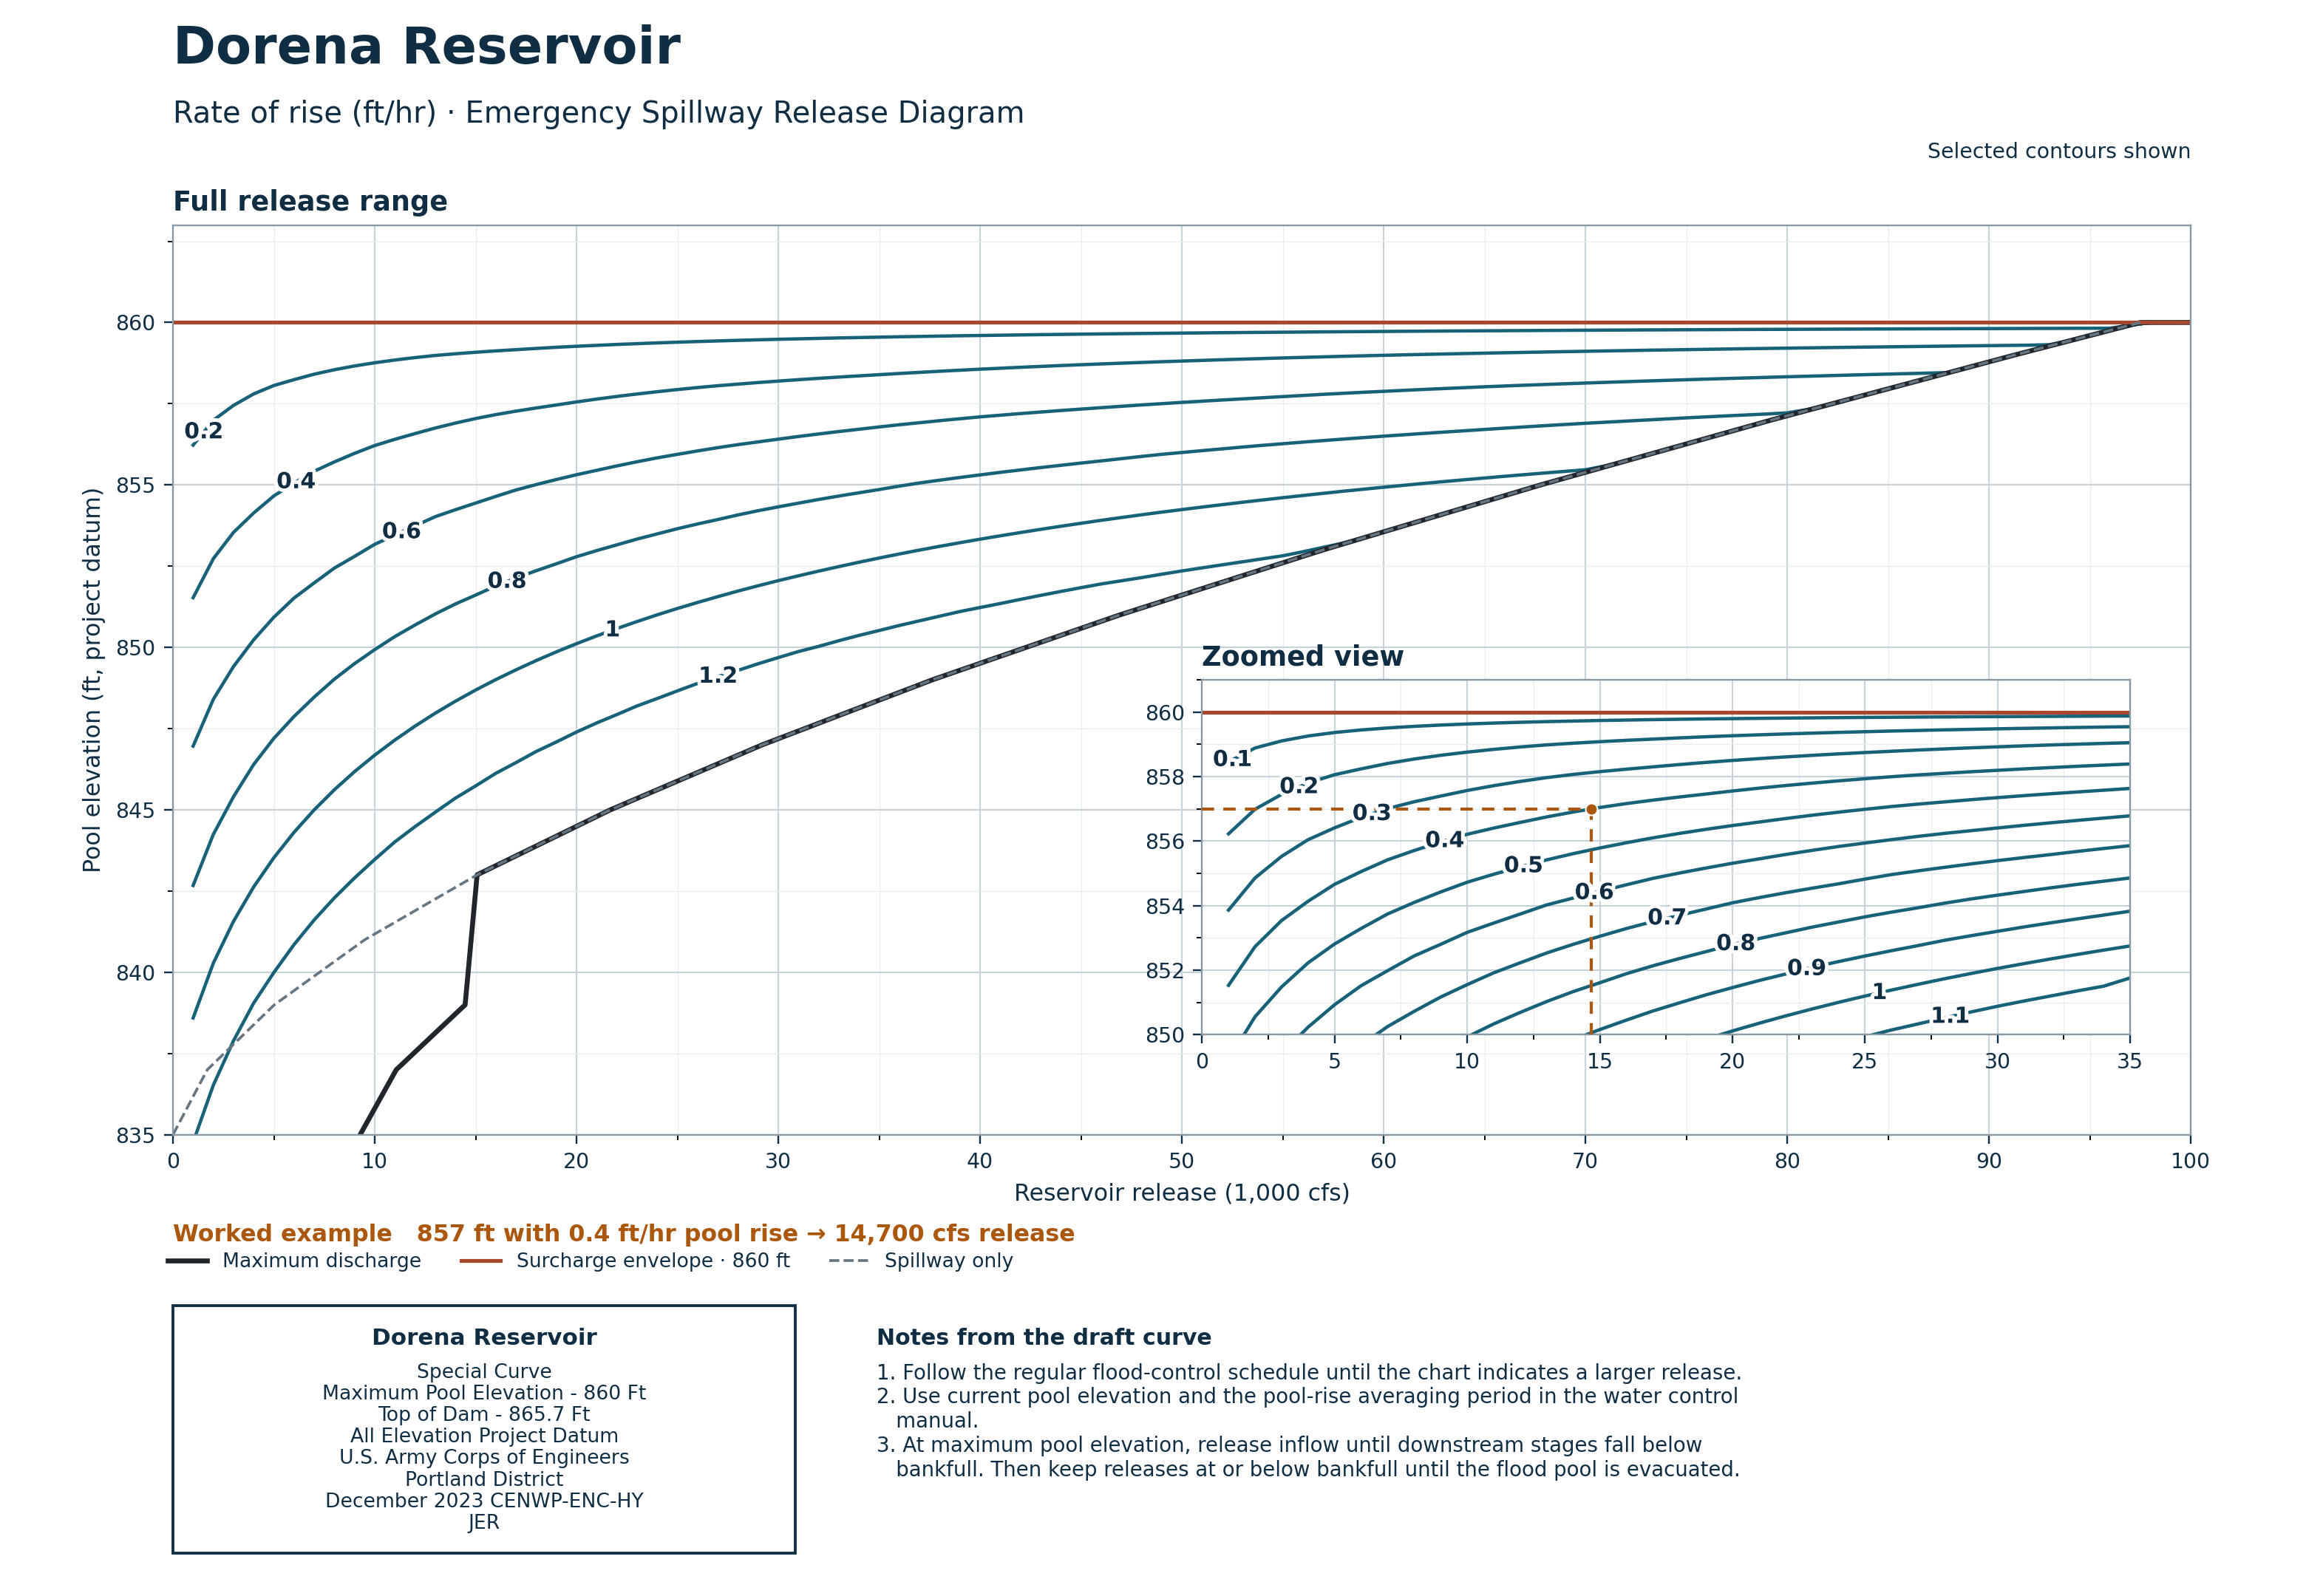 Dorena Reservoir
Rate of rise (ft/hr) · Emergency Spillway Release Diagram
Selected contours shown
Full release range
Pool elevation (ft, project datum)
860
855
850
845
840
835
0.2
0.4
0.6
0.8
1
1.2
Zoomed view
860
858
856
854
852
850
0.1
0.2
0.3
0.4
0.5
0.6
0.7
0.8
0.9
1
1.1
0 5 10 15 20 25 30 35
0 10 20 30 40 50 60 70 80 90 100
Reservoir release (1,000 cfs)
Worked example 857 ft with 0.4 ft/hr pool rise → 14,700 cfs release
Maximum discharge Surcharge envelope · 860 ft Spillway only
Dorena Reservoir
Special Curve
Maximum Pool Elevation - 860 Ft
Top of Dam - 865.7 Ft
All Elevation Project Datum
U.S. Army Corps of Engineers
Portland District
December 2023 CENWP-ENC-HY
JER
Notes from the draft curve
1. Follow the regular flood-control schedule until the chart indicates a larger release.
2. Use current pool elevation and the pool-rise averaging period in the water control
manual.
3. At maximum pool elevation, release inflow until downstream stages fall below
bankfull. Then keep releases at or below bankfull until the flood pool is evacuated.